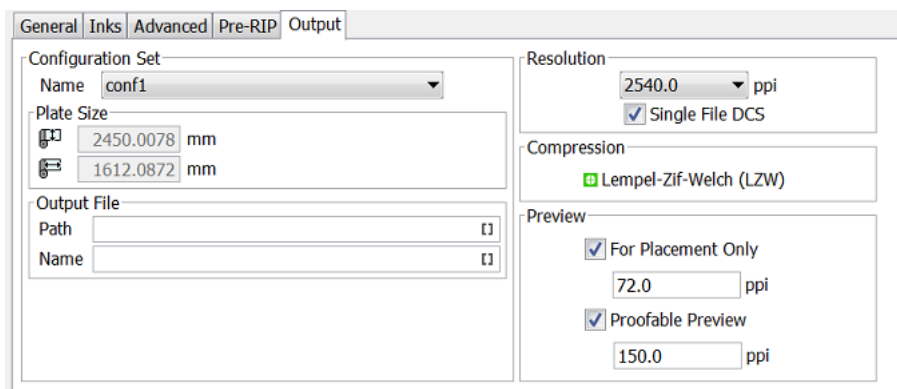 General Inks Advanced Pre-RIP Output
Configuration Set
Name conf1
Plate Size
2450.0078 mm
1612.0872 mm
Output File
Path []
Name []
Resolution
2540.0 ppi
Single File DCS
Compression
Lempel-Zif-Welch (LZW)
Preview
For Placement Only
72.0 ppi
Proofable Preview
150.0 ppi